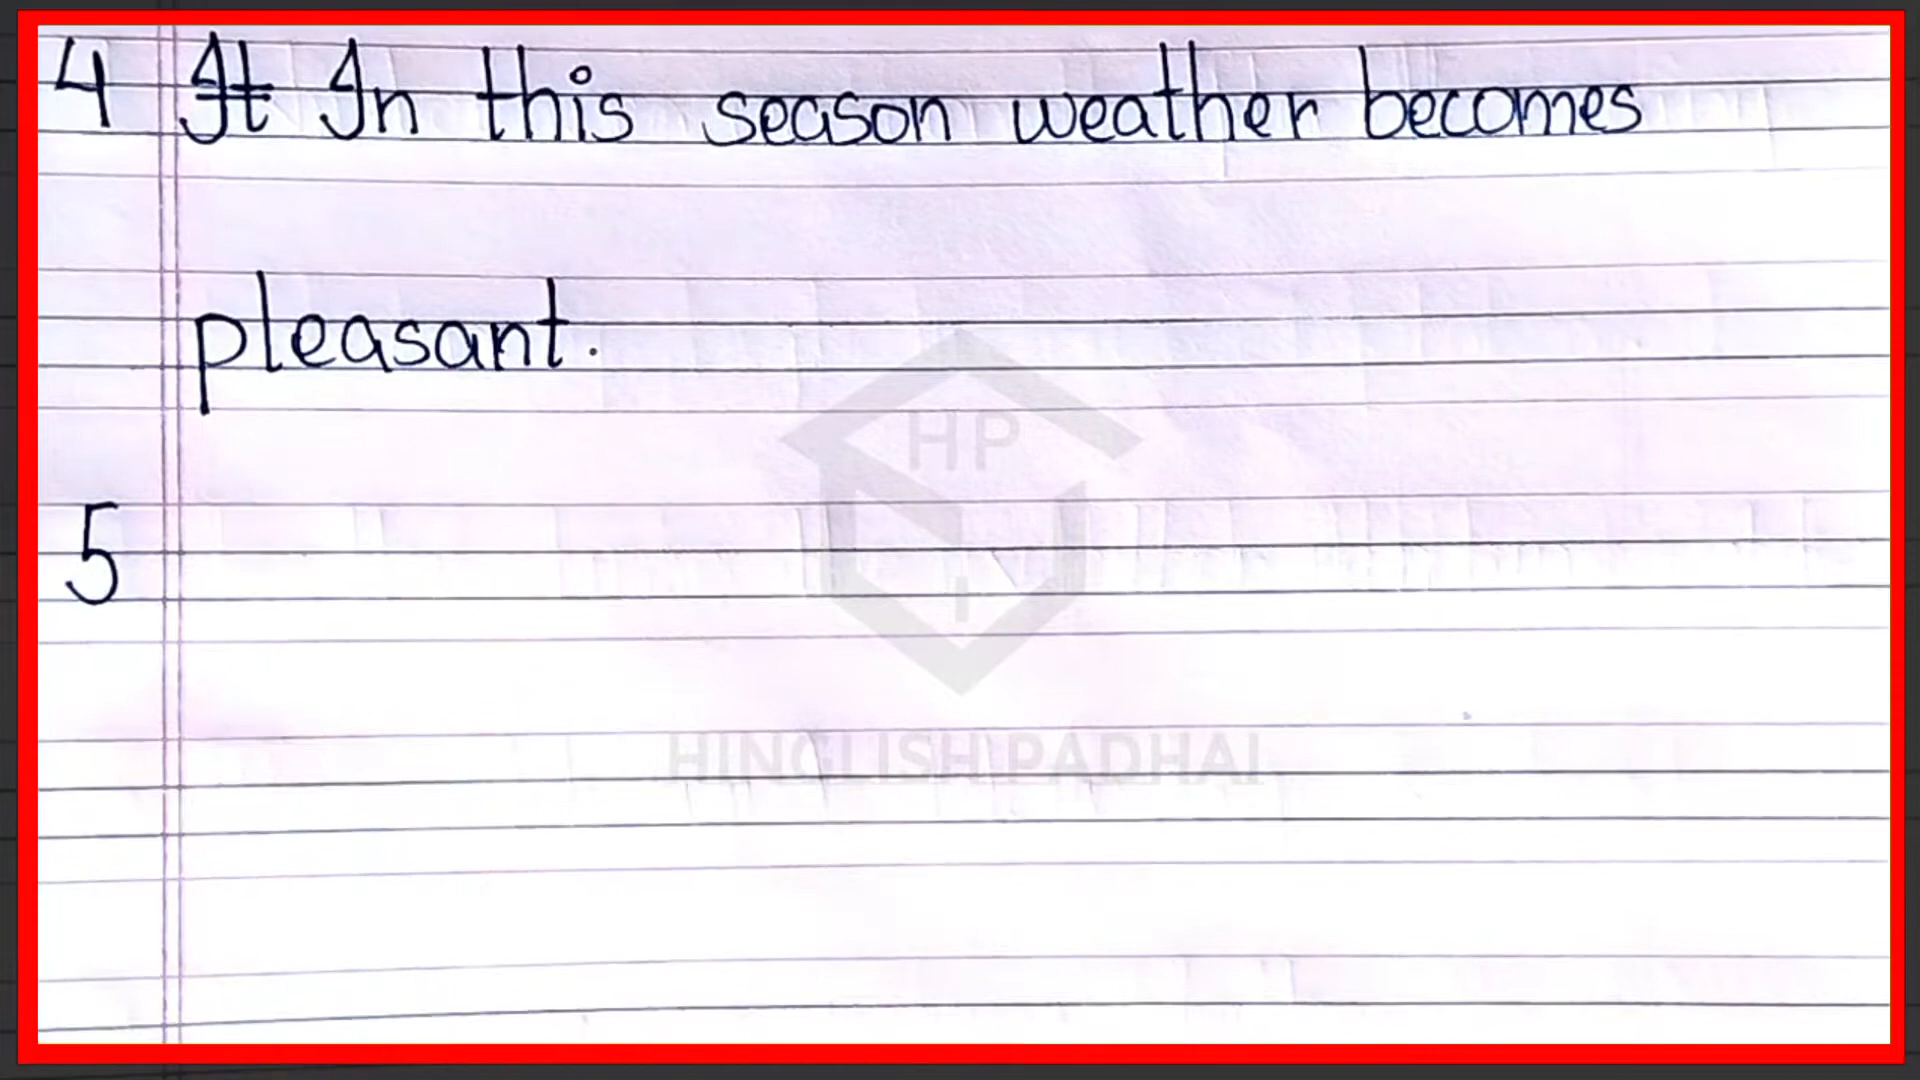 4 It In this season weather becomes
pleasant.
HP
5
I
HINGLISH PADHAI